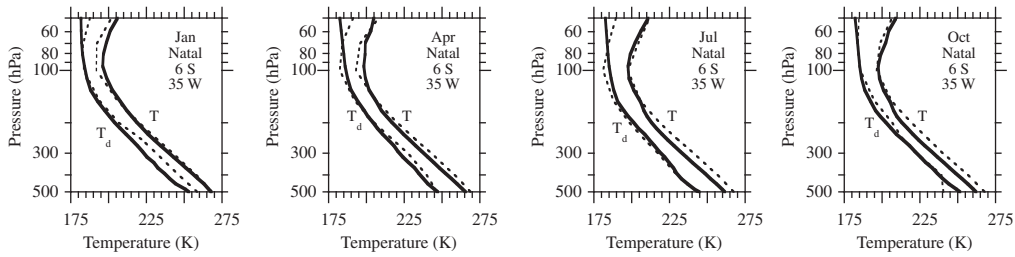 Pressure (hPa)
60
80
100
300
500
Jan
Natal
6 S
35 W
T
T d
175 225 275
Temperature (K)
Pressure (hPa)
60
80
100
300
500
Apr
Natal
6 S
35 W
T
T d
175 225 275
Temperature (K)
Pressure (hPa)
60
80
100
300
500
Jul
Natal
6 S
35 W
T
T d
175 225 275
Temperature (K)
Pressure (hPa)
60
80
100
300
500
Oct
Natal
6 S
35 W
T
T d
175 225 275
Temperature (K)